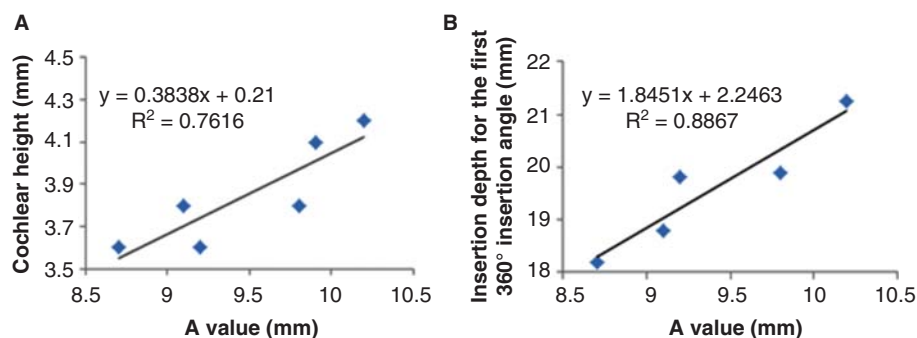 A
Cochlear height (mm)
4.5
4.3
4.1
3.9
3.7
3.5
y = 0.3838x + 0.21
R² = 0.7616
8.5 9 9.5 10 10.5
A value (mm)
B
Insertion depth for the first
360° insertion angle (mm)
22
21
20
19
18
y = 1.8451x + 2.2463
R² = 0.8867
8.5 9 9.5 10 10.5
A value (mm)